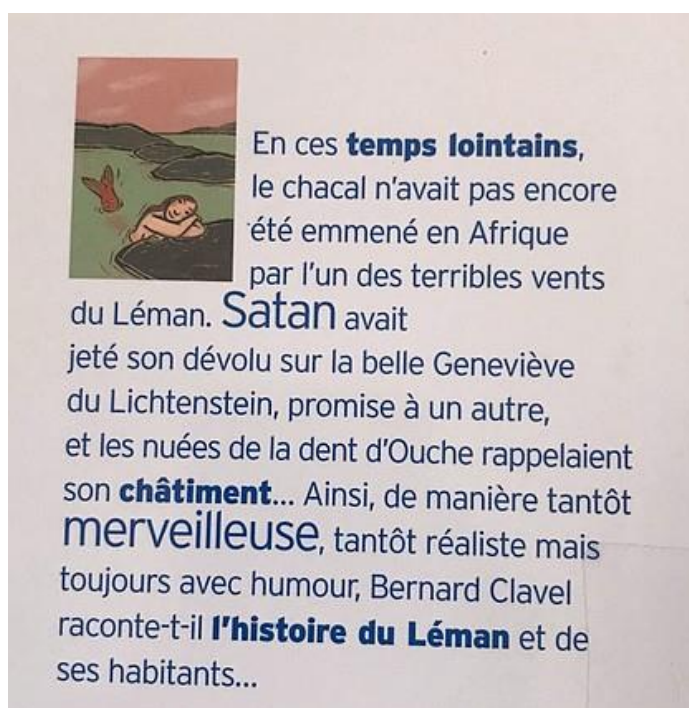 En ces temps lointains,
le chacal n'avait pas encore
été emmené en Afrique
par l'un des terribles vents
du Léman. Satan avait
jeté son dévolu sur la belle Geneviève
du Lichtenstein, promise à un autre,
et les nuées de la dent d'Ouche rappelaient
son châtiment... Ainsi, de manière tantôt
merveilleuse, tantôt réaliste mais
toujours avec humour, Bernard Clavel
raconte-t-il l'histoire du Léman et de
ses habitants...